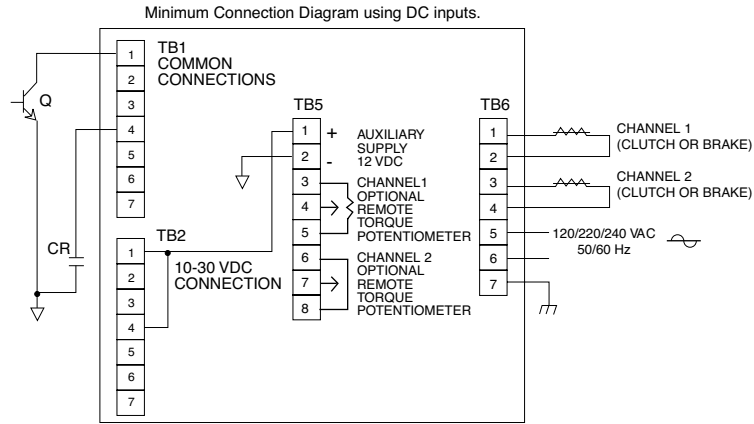 Minimum Connection Diagram using DC inputs.
TB1
COMMON
CONNECTIONS
1
2
3
4
5
6
7
Q
CR
TB2
10-30 VDC
CONNECTION
1
2
3
4
5
6
7
TB5
1
2
3
4
5
6
7
8
+
-
AUXILIARY
SUPPLY
12 VDC
CHANNEL1
OPTIONAL
REMOTE
TORQUE
POTENTIOMETER
CHANNEL 2
OPTIONAL
REMOTE
TORQUE
POTENTIOMETER
TB6
1
2
3
4
5
6
7
CHANNEL 1
(CLUTCH OR BRAKE)
CHANNEL 2
(CLUTCH OR BRAKE)
120/220/240 VAC
50/60 Hz